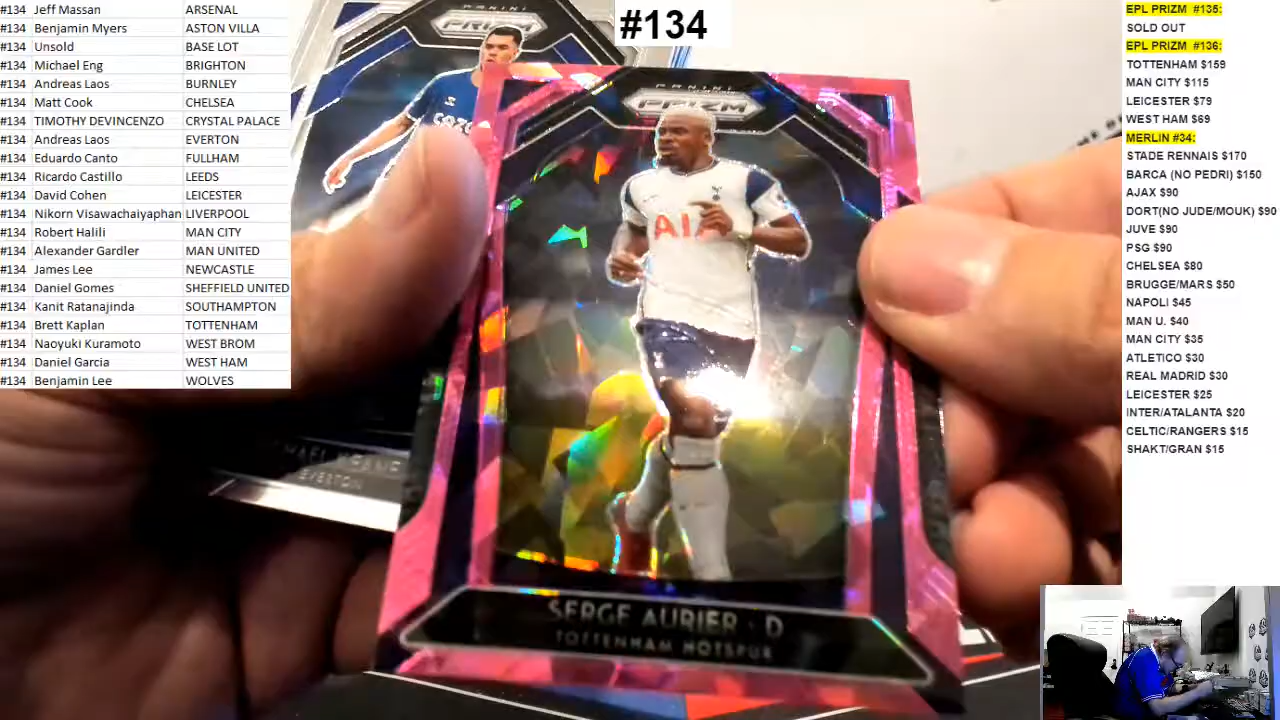 #134 Jeff Massan ARSENAL
#134 Benjamin Myers ASTON VILLA
#134 Unsold BASE LOT
#134 Michael Eng BRIGHTON
#134 Andreas Laos BURNLEY
#134 Matt Cook CHELSEA
#134 TIMOTHY DEVINCENZO CRYSTAL PALACE
#134 Andreas Laos EVERTON
#134 Eduardo Canto FULLHAM
#134 Ricardo Castillo LEEDS
#134 David Cohen LEICESTER
#134 Nikorn Visawachaiyaphan LIVERPOOL
#134 Robert Halili MAN CITY
#134 Alexander Gardler MAN UNITED
#134 James Lee NEWCASTLE
#134 Daniel Gomes SHEFFIELD UNITED
#134 Kanit Ratanajinda SOUTHAMPTON
#134 Brett Kaplan TOTTENHAM
#134 Naoyuki Kuramoto WEST BROM
#134 Daniel Garcia WEST HAM
#134 Benjamin Lee WOLVES
#134
PANINI
PRIZM
PANINI
PRIZM
AIA
EVERTON
SERGE AURIER · D
TOTTENHAM HOTSPUR
EPL PRIZM #135:
SOLD OUT
EPL PRIZM #136:
TOTTENHAM $159
MAN CITY $115
LEICESTER $79
WEST HAM $69
MERLIN #34:
STADE RENNAIS $170
BARCA (NO PEDRI) $150
AJAX $90
DORT(NO JUDE/MOUK) $90
JUVE $90
PSG $90
CHELSEA $80
BRUGGE/MARS $50
NAPOLI $45
MAN U. $40
MAN CITY $35
ATLETICO $30
REAL MADRID $30
LEICESTER $25
INTER/ATALANTA $20
CELTIC/RANGERS $15
SHAKT/GRAN $15